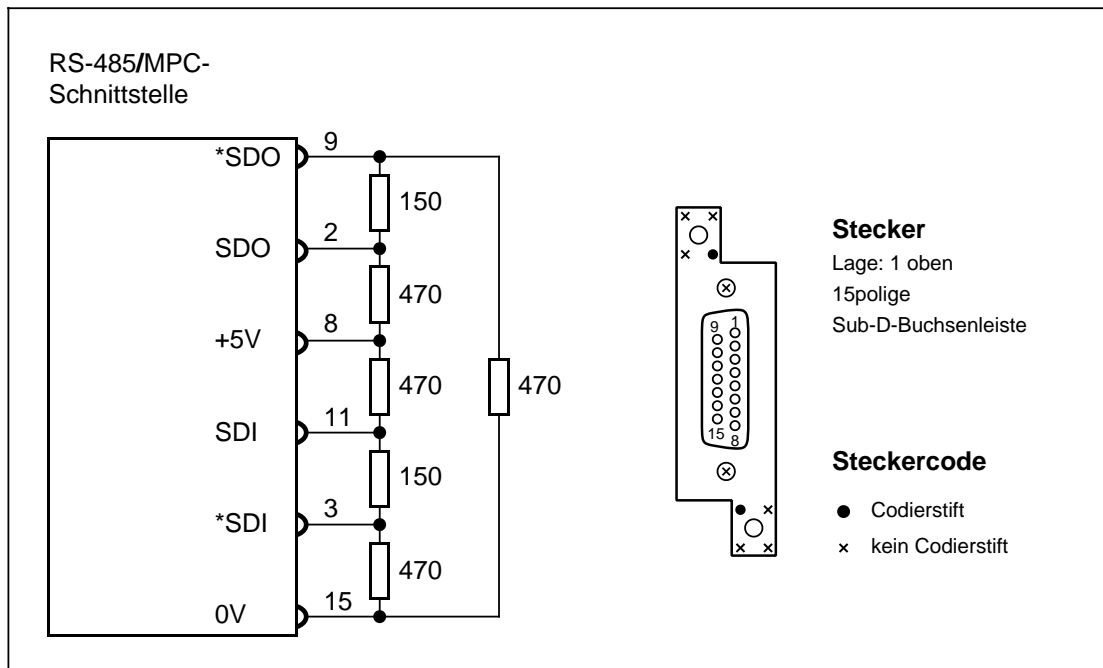 RS-485/MPC-
Schnittstelle
*SDO
9
150
SDO
2
470
+5V
8
470
470
SDI
11
150
*SDI
3
470
0V
15
9
1
15
8
Stecker
Lage: 1 oben
15polige
Sub-D-Buchsenleiste
Steckercode
Codierstift
kein Codierstift